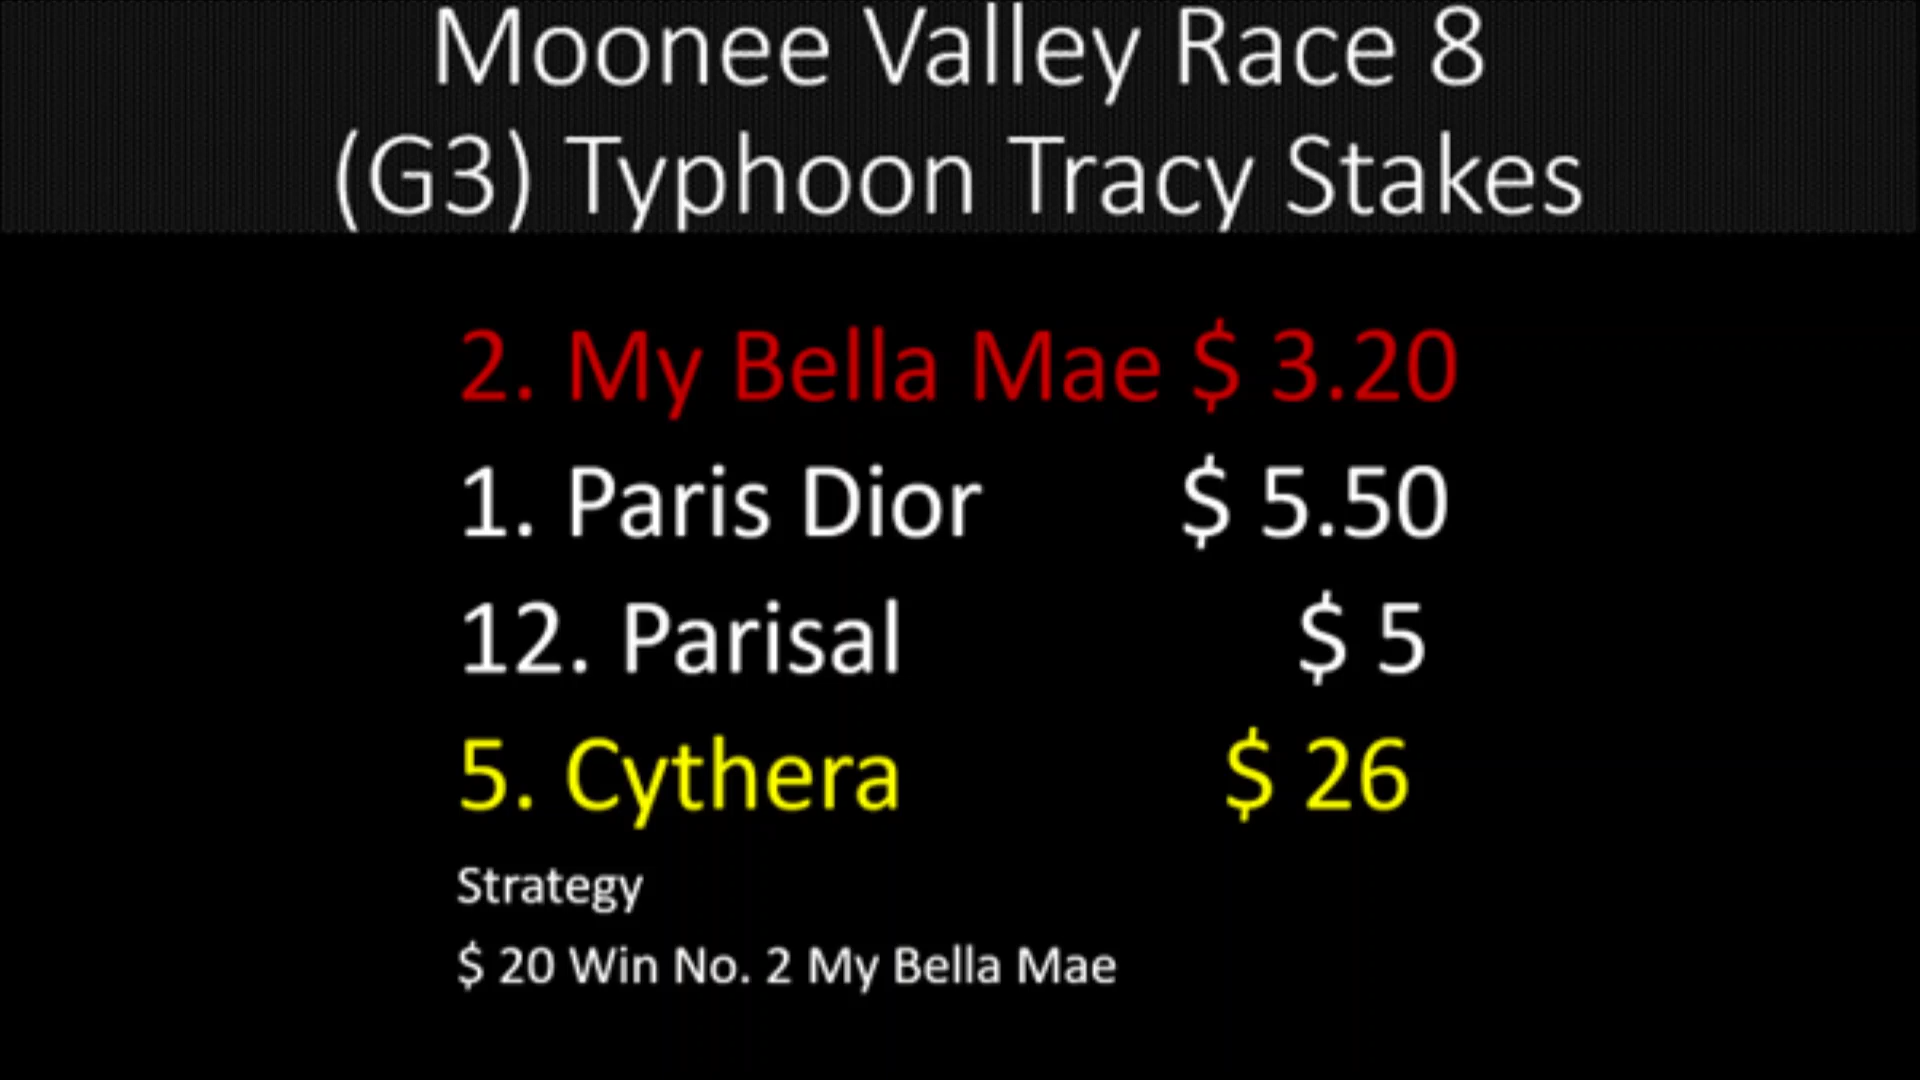 Moonee Valley Race 8
(G3) Typhoon Tracy Stakes
2. My Bella Mae $ 3.20
1. Paris Dior $ 5.50
12. Parisal $ 5
5. Cythera $ 26
Strategy
$ 20 Win No. 2 My Bella Mae